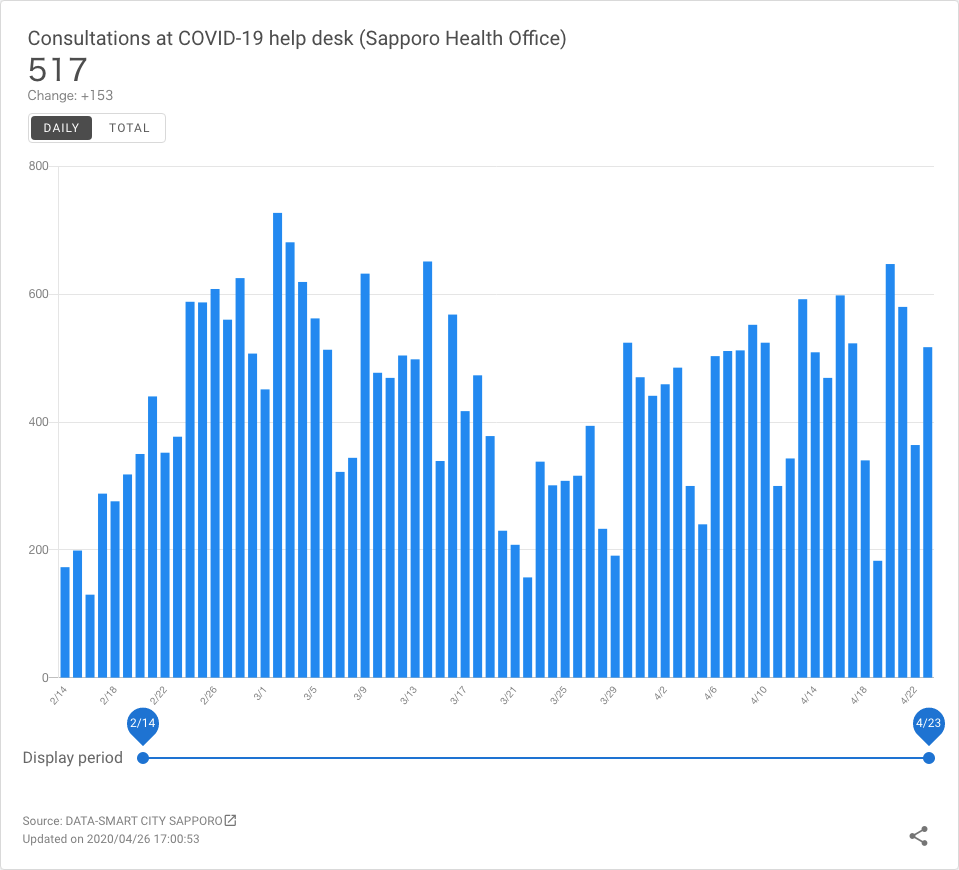 Consultations at COVID-19 help desk (Sapporo Health Office)
517
Change: +153
DAILY TOTAL
800
600
400
200
0
2/14 2/18 2/22 2/26 3/1 3/5 3/9 3/13 3/17 3/21 3/25 3/29 4/2 4/6 4/10 4/14 4/18 4/22
2/14 4/23
Display period
Source: DATA-SMART CITY SAPPORO
Updated on 2020/04/26 17:00:53